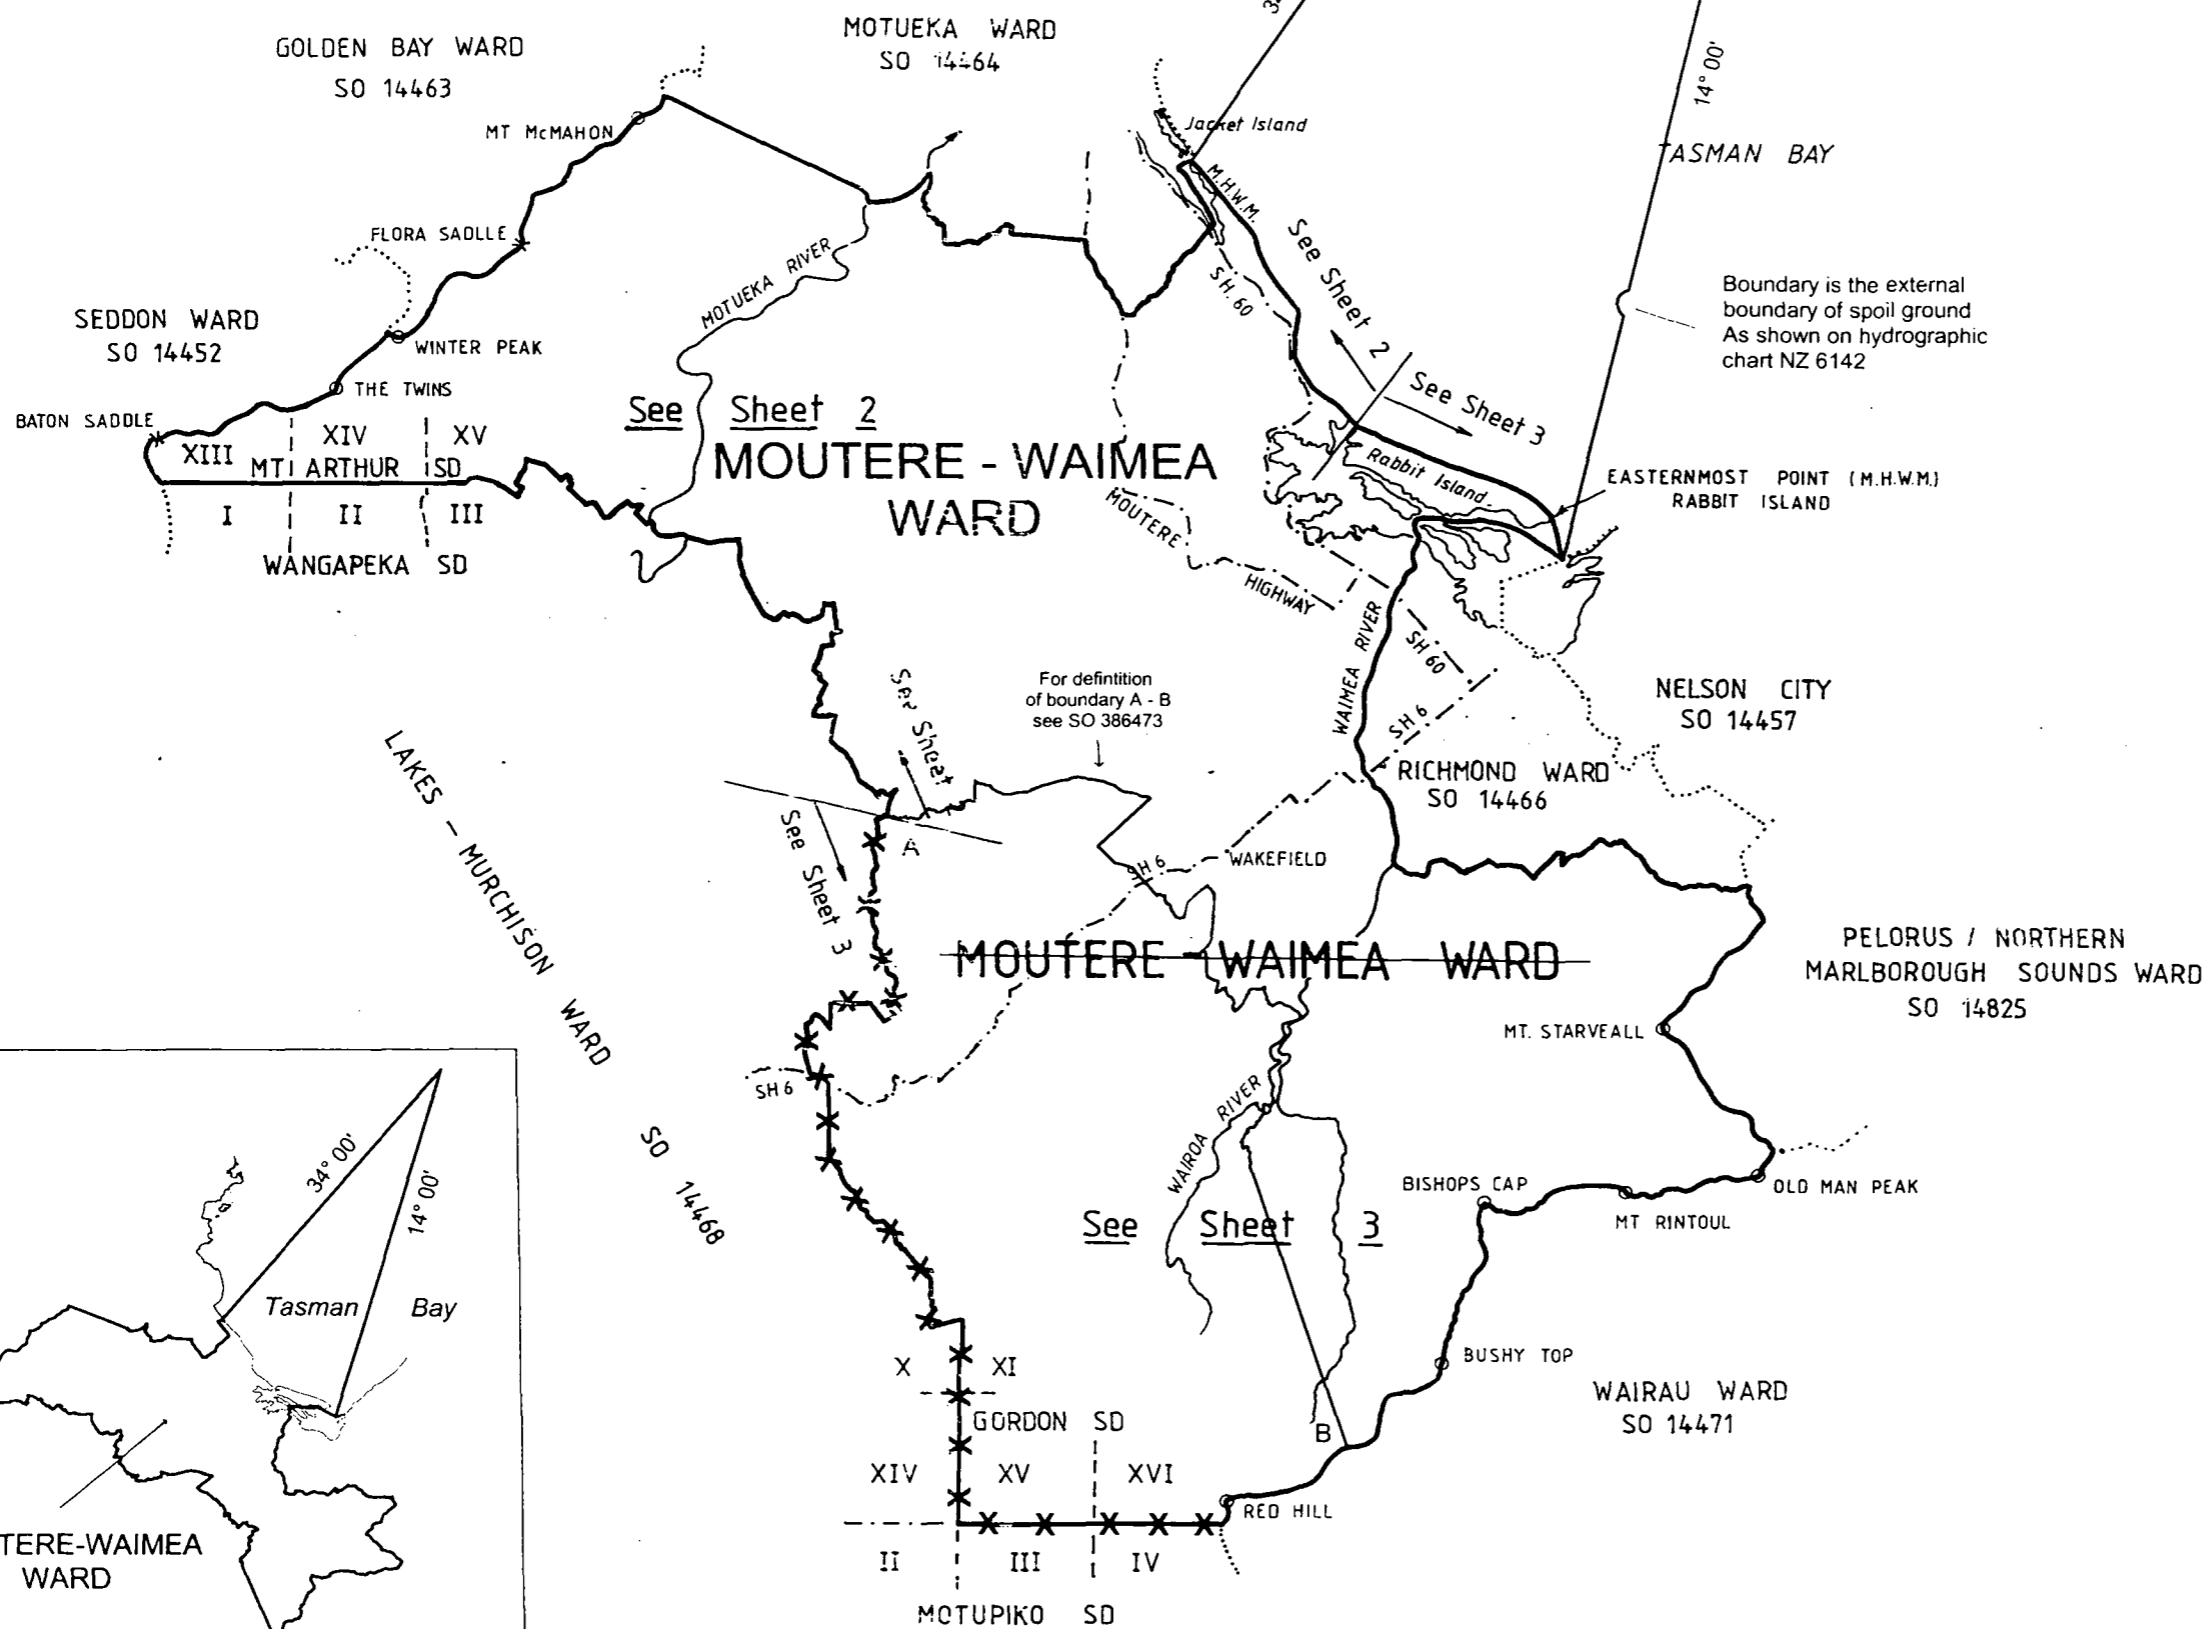 GOLDEN BAY WARD
SO 14463
MOTUEKA WARD
SO 14464
14° 00'
MT McMAHON
Jacket Island
TASMAN BAY
M.H.W.M.
FLORA SADLLE
MOTUEKA RIVER
SH. 60
See Sheet 2
Boundary is the external
boundary of spoil ground
As shown on hydrographic
chart NZ 6142
SEDDON WARD
SO 14452
WINTER PEAK
THE TWINS
BATON SADDLE
See Sheet 2
See Sheet 3
XIII XIV XV
MT ARTHUR SD
MOUTERE - WAIMEA
WARD
Rabbit Island
EASTERNMOST POINT (M.H.W.M.)
RABBIT ISLAND
I II III
WANGAPEKA SD
MOUTERE HIGHWAY
WAIMEA RIVER
SH 60
SH 6
For defintition
of boundary A - B
see SO 386473
See Sheet
NELSON CITY
SO 14457
RICHMOND WARD
SO 14466
LAKES - MURCHISON WARD SO 14468
A
See Sheet 3
SH 6
WAKEFIELD
MOUTERE - WAIMEA WARD
PELORUS / NORTHERN
MARLBOROUGH SOUNDS WARD
SO 14825
MT. STARVEALL
SH 6
WAIROA RIVER
BISHOPS CAP
OLD MAN PEAK
MT RINTOUL
See Sheet 3
BUSHY TOP
WAIRAU WARD
SO 14471
X XI
GORDON SD
B
XIV XV XVI
RED HILL
II III IV
MOTUPIKO SD
34° 00'
14° 00'
Tasman Bay
TERE-WAIMEA
WARD